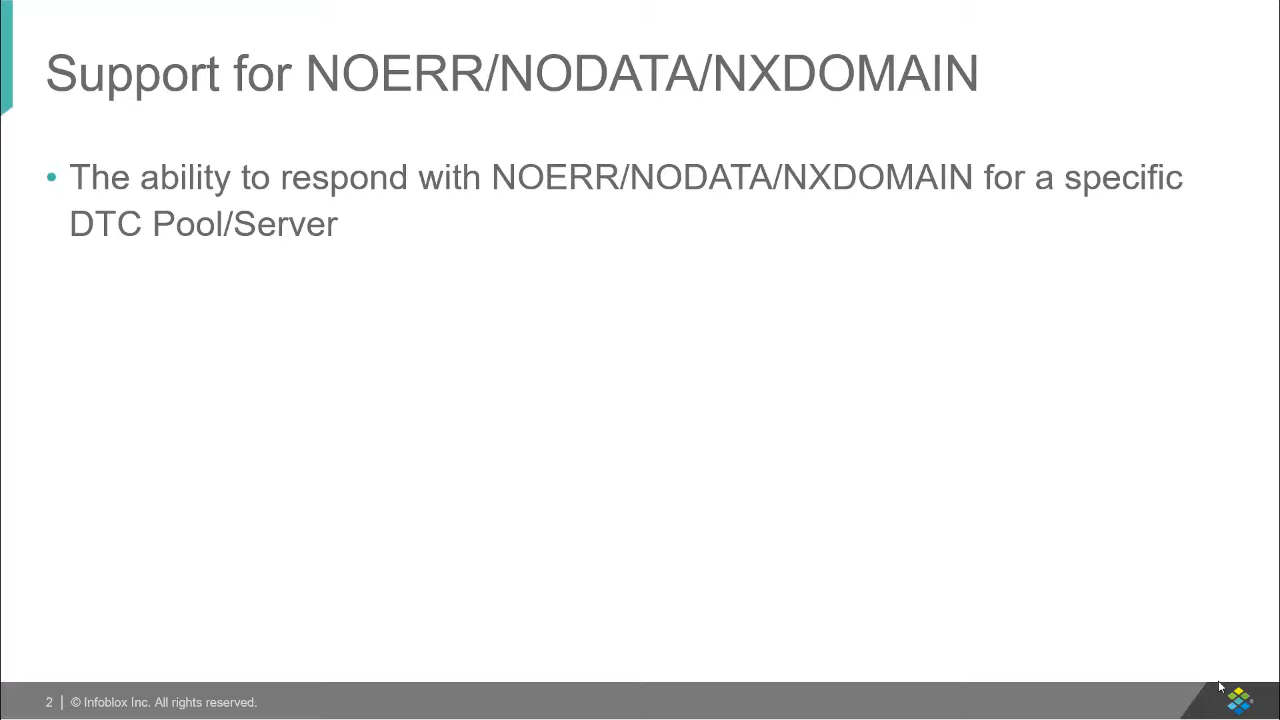 Support for NOERR/NODATA/NXDOMAIN
• The ability to respond with NOERR/NODATA/NXDOMAIN for a specific
DTC Pool/Server
2 | © Infoblox Inc. All rights reserved.